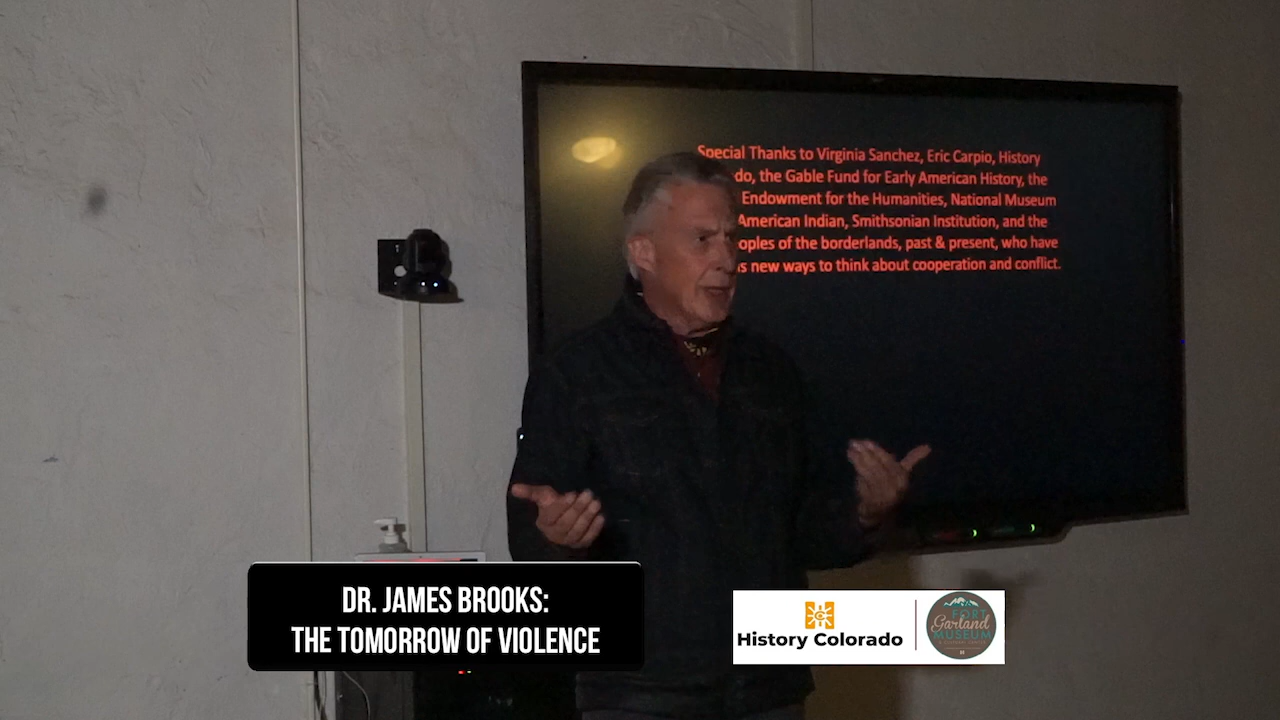 Special Thanks to Virginia Sanchez, Eric Carpio, History
do, the Gable Fund for Early American History, the
Endowment for the Humanities, National Museum
American Indian, Smithsonian Institution, and the
oples of the borderlands, past & present, who have
s new ways to think about cooperation and conflict.
DR. JAMES BROOKS:
THE TOMORROW OF VIOLENCE
History Colorado
FORT
Garland
MUSEUM